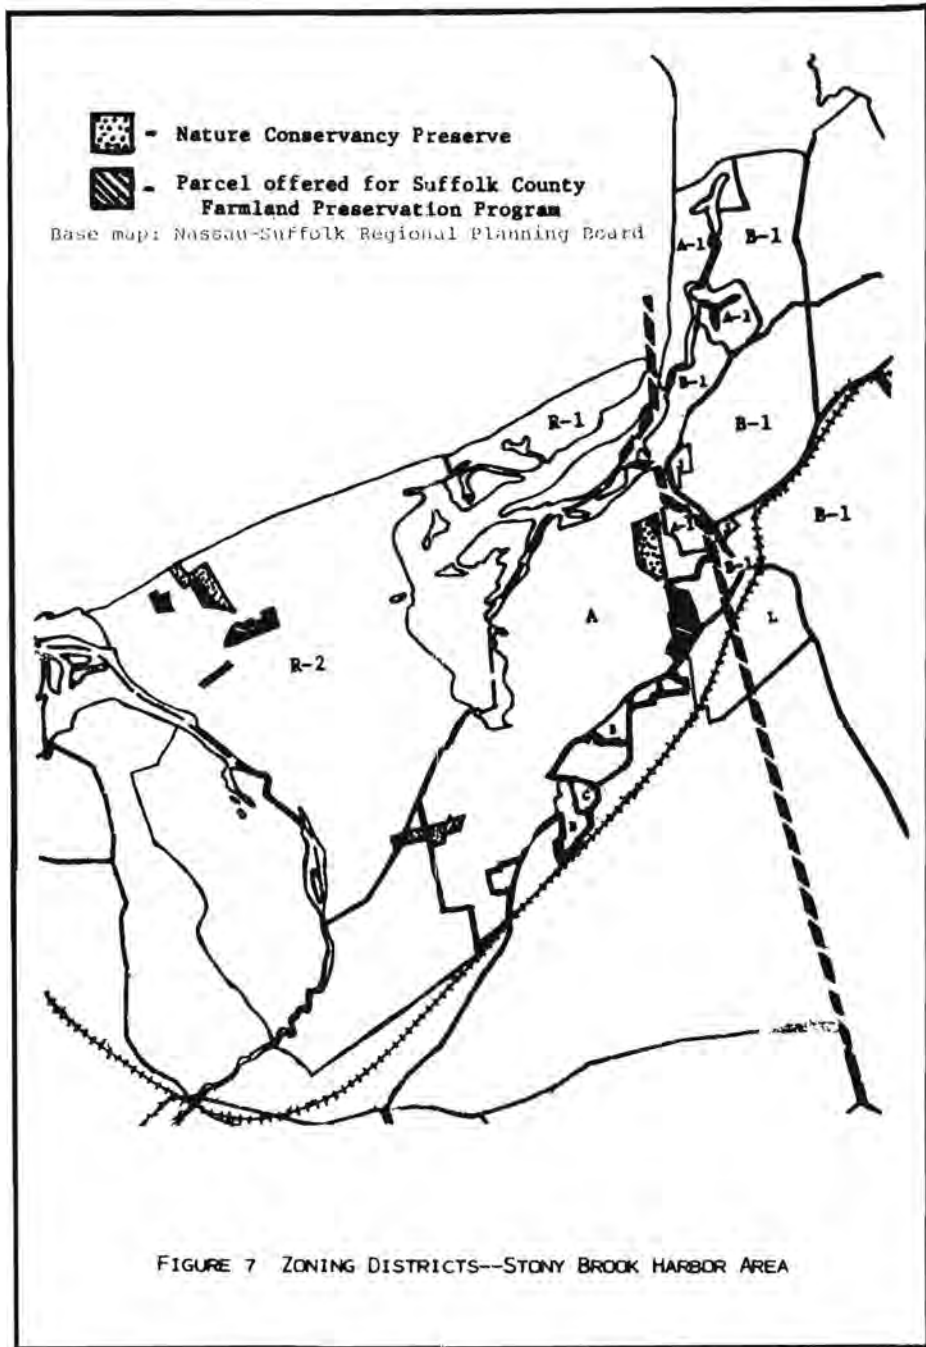 - Nature Conservancy Preserve
- Parcel offered for Suffolk County
Farmland Preservation Program
Base map: Nassau-Suffolk Regional Planning Board
A-1
B-1
A-1
B-1
R-1
B-1
B-1
A-1
B-1
A
L
R-2
B
C
B
FIGURE 7 ZONING DISTRICTS--STONY BROOK HARBOR AREA